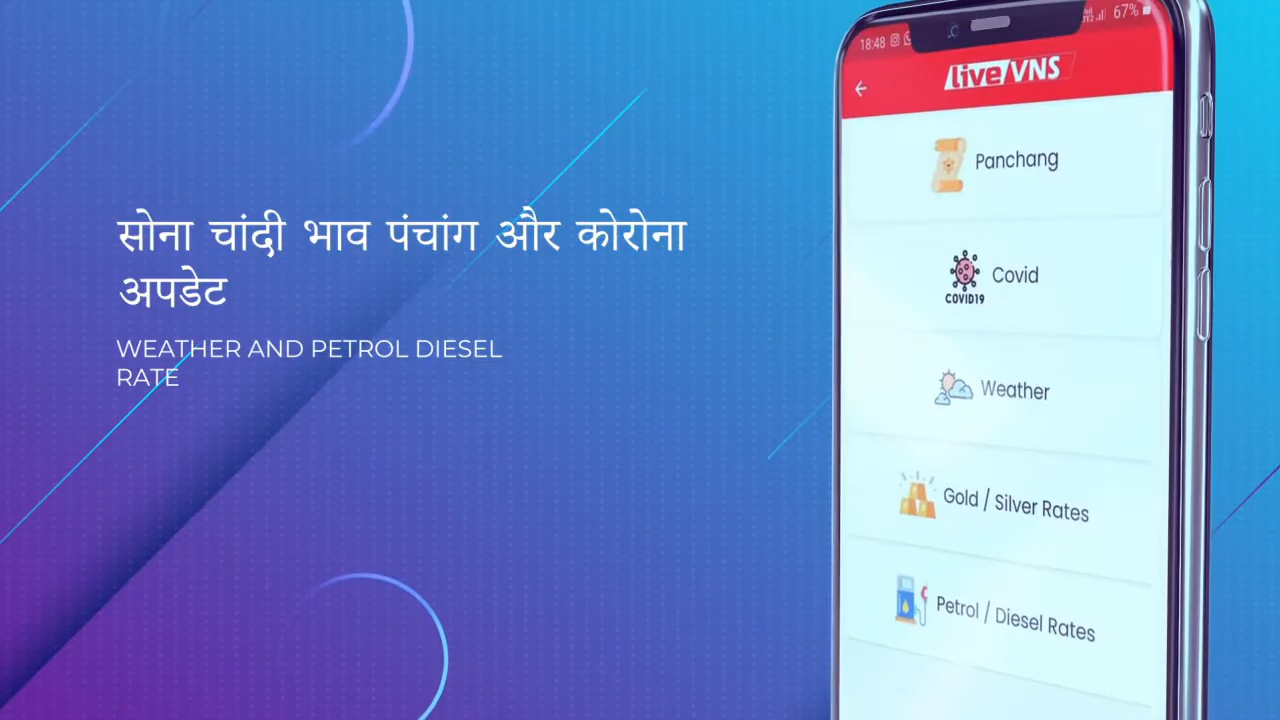 सोना चांदी भाव पंचांग और कोरोना
अपडेट
WEATHER AND PETROL DIESEL
RATE
18:48
67%
live VNS
Panchang
COVID19
Covid
Weather
Gold / Silver Rates
Petrol / Diesel Rates